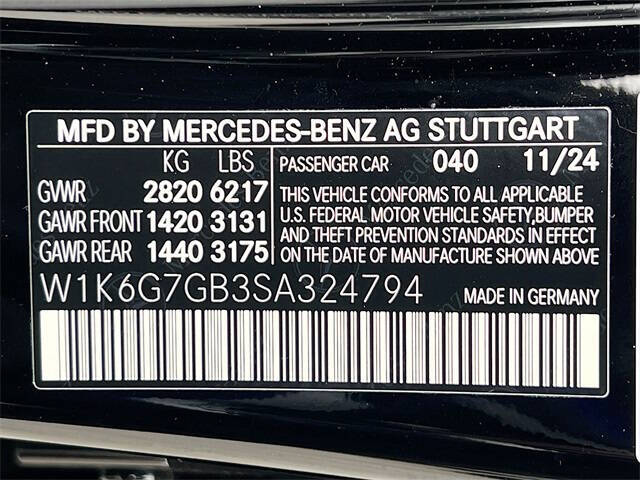 MFD BY MERCEDES-BENZ AG STUTTGART
KG LBS PASSENGER CAR 040 11/24
GVWR 2820 6217 THIS VEHICLE CONFORMS TO ALL APPLICABLE
GAWR FRONT 1420 3131 U.S. FEDERAL MOTOR VEHICLE SAFETY,BUMPER
AND THEFT PREVENTION STANDARDS IN EFFECT
GAWR REAR 1440 3175 ON THE DATE OF MANUFACTURE SHOWN ABOVE
W1K6G7GB3SA324794 MADE IN GERMANY